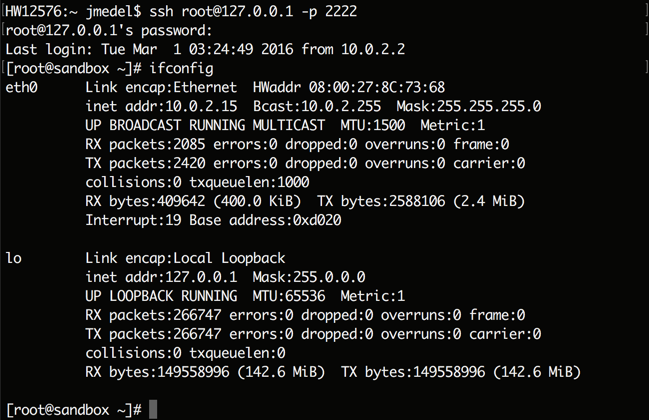 [HW12576:~ jmedel$ ssh root@127.0.0.1 -p 2222
[root@127.0.0.1's password:
Last login: Tue Mar  1 03:24:49 2016 from 10.0.2.2
[[root@sandbox ~]# ifconfig
eth0      Link encap:Ethernet  HWaddr 08:00:27:8C:73:68
          inet addr:10.0.2.15  Bcast:10.0.2.255  Mask:255.255.255.0
          UP BROADCAST RUNNING MULTICAST  MTU:1500  Metric:1
          RX packets:2085 errors:0 dropped:0 overruns:0 frame:0
          TX packets:2420 errors:0 dropped:0 overruns:0 carrier:0
          collisions:0 txqueuelen:1000
          RX bytes:409642 (400.0 KiB)  TX bytes:2588106 (2.4 MiB)
          Interrupt:19 Base address:0xd020
lo        Link encap:Local Loopback
          inet addr:127.0.0.1  Mask:255.0.0.0
          UP LOOPBACK RUNNING  MTU:65536  Metric:1
          RX packets:266747 errors:0 dropped:0 overruns:0 frame:0
          TX packets:266747 errors:0 dropped:0 overruns:0 carrier:0
          collisions:0 txqueuelen:0
          RX bytes:149558996 (142.6 MiB)  TX bytes:149558996 (142.6 MiB)
[root@sandbox ~]#